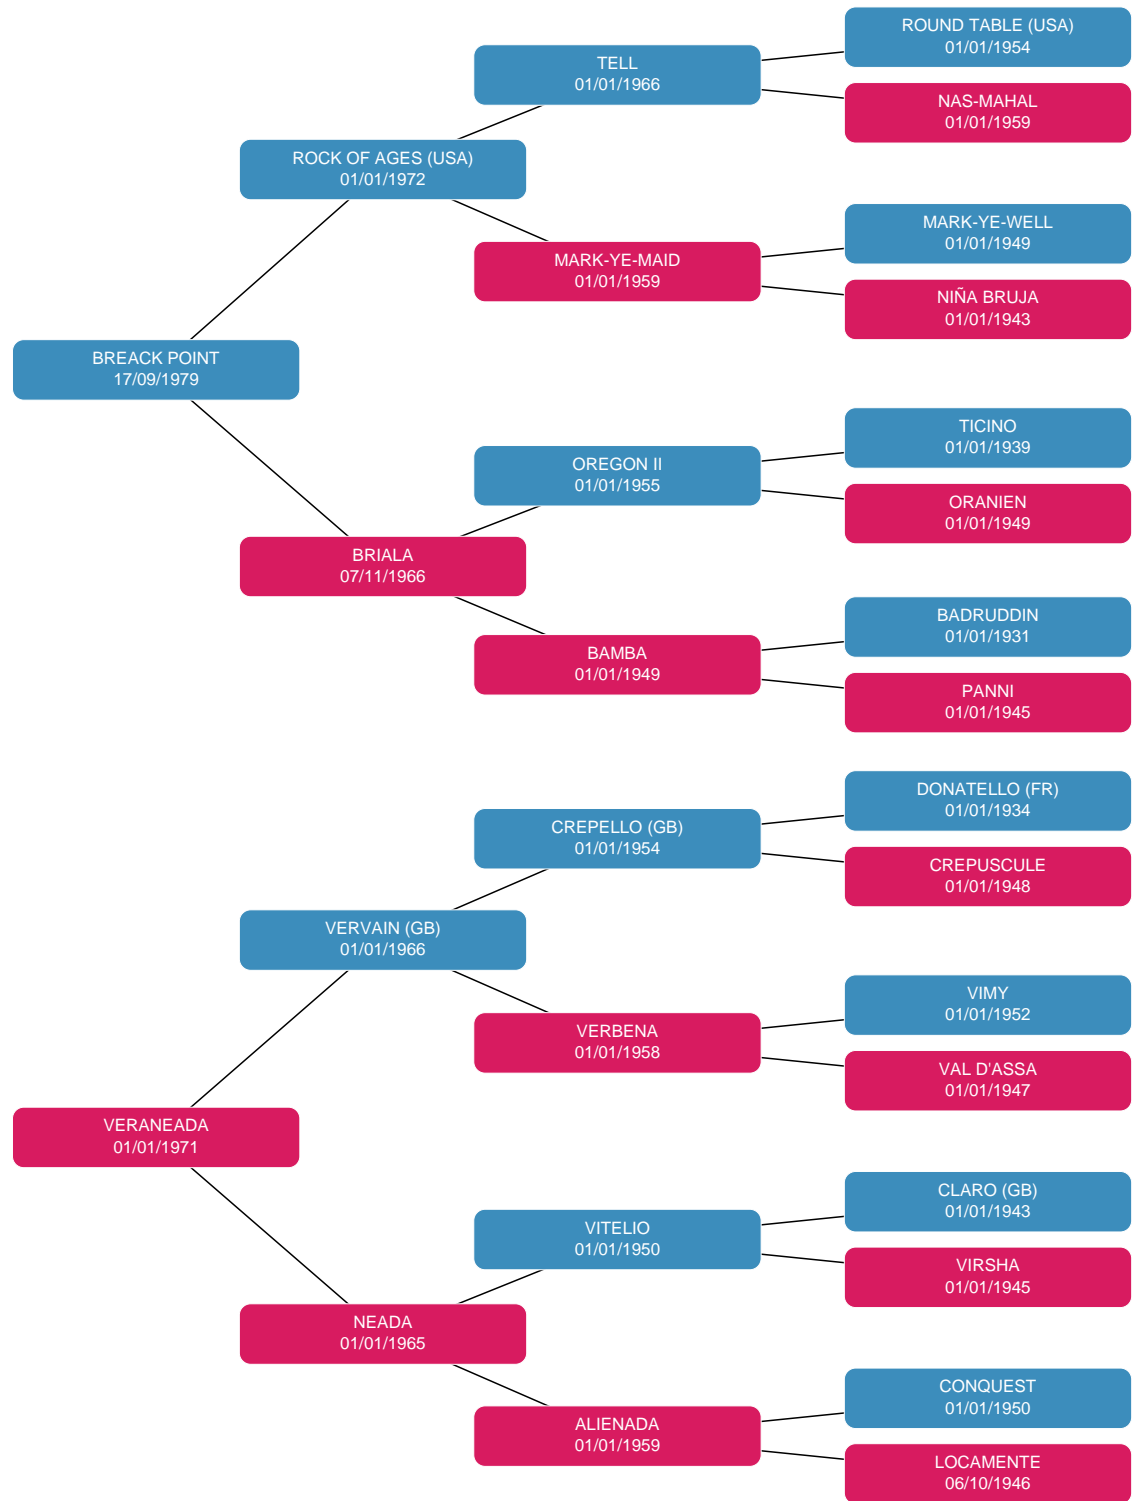 ROUND TABLE (USA)
01/01/1954
TELL
01/01/1966
NAS-MAHAL
01/01/1959
ROCK OF AGES (USA)
01/01/1972
MARK-YE-WELL
01/01/1949
MARK-YE-MAID
01/01/1959
NIÑA BRUJA
01/01/1943
BREACK POINT
17/09/1979
TICINO
01/01/1939
OREGON II
01/01/1955
ORANIEN
01/01/1949
BRIALA
07/11/1966
BADRUDDIN
01/01/1931
BAMBA
01/01/1949
PANNI
01/01/1945
DONATELLO (FR)
01/01/1934
CREPELLO (GB)
01/01/1954
CREPUSCULE
01/01/1948
VERVAIN (GB)
01/01/1966
VIMY
01/01/1952
VERBENA
01/01/1958
VAL D'ASSA
01/01/1947
VERANEADA
01/01/1971
CLARO (GB)
01/01/1943
VITELIO
01/01/1950
VIRSHA
01/01/1945
NEADA
01/01/1965
CONQUEST
01/01/1950
ALIENADA
01/01/1959
LOCAMENTE
06/10/1946